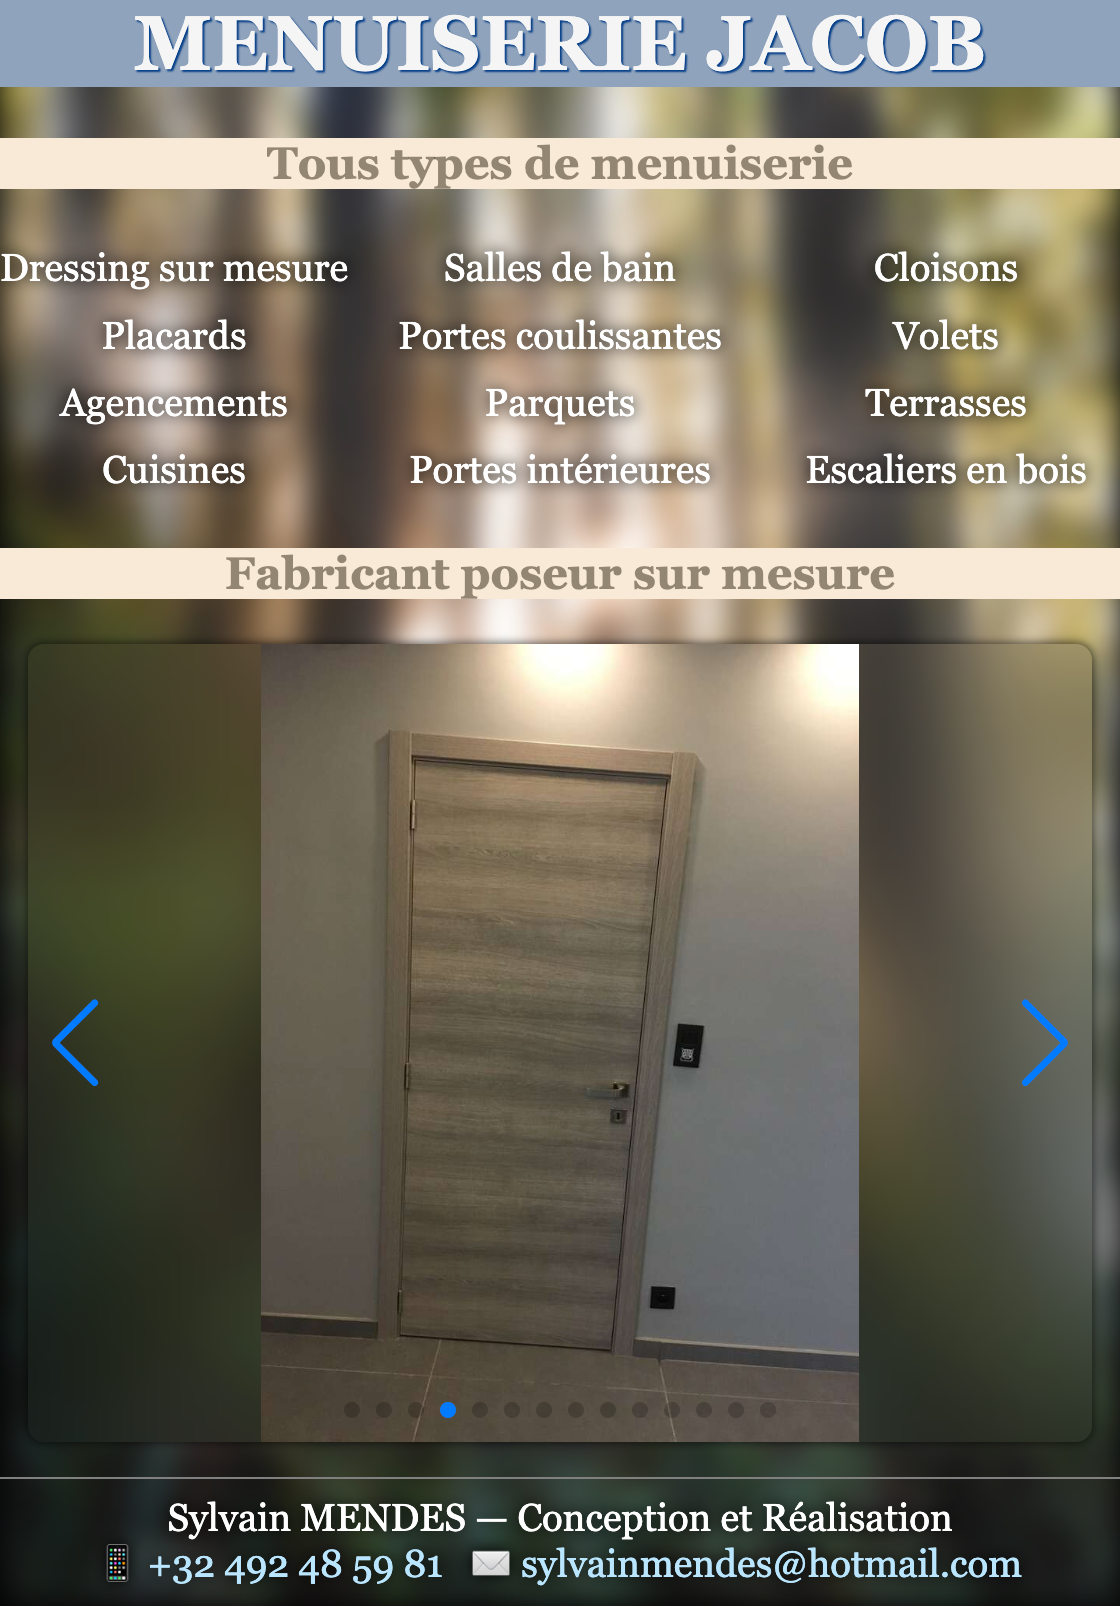 MENUISERIE JACOB
Tous types de menuiserie
Dressing sur mesure
Salles de bain
Cloisons
Placards
Portes coulissantes
Volets
Agencements
Parquets
Terrasses
Cuisines
Portes intérieures
Escaliers en bois
Fabricant poseur sur mesure
Sylvain MENDES — Conception et Réalisation
+32 492 48 59 81 sylvainmendes@hotmail.com